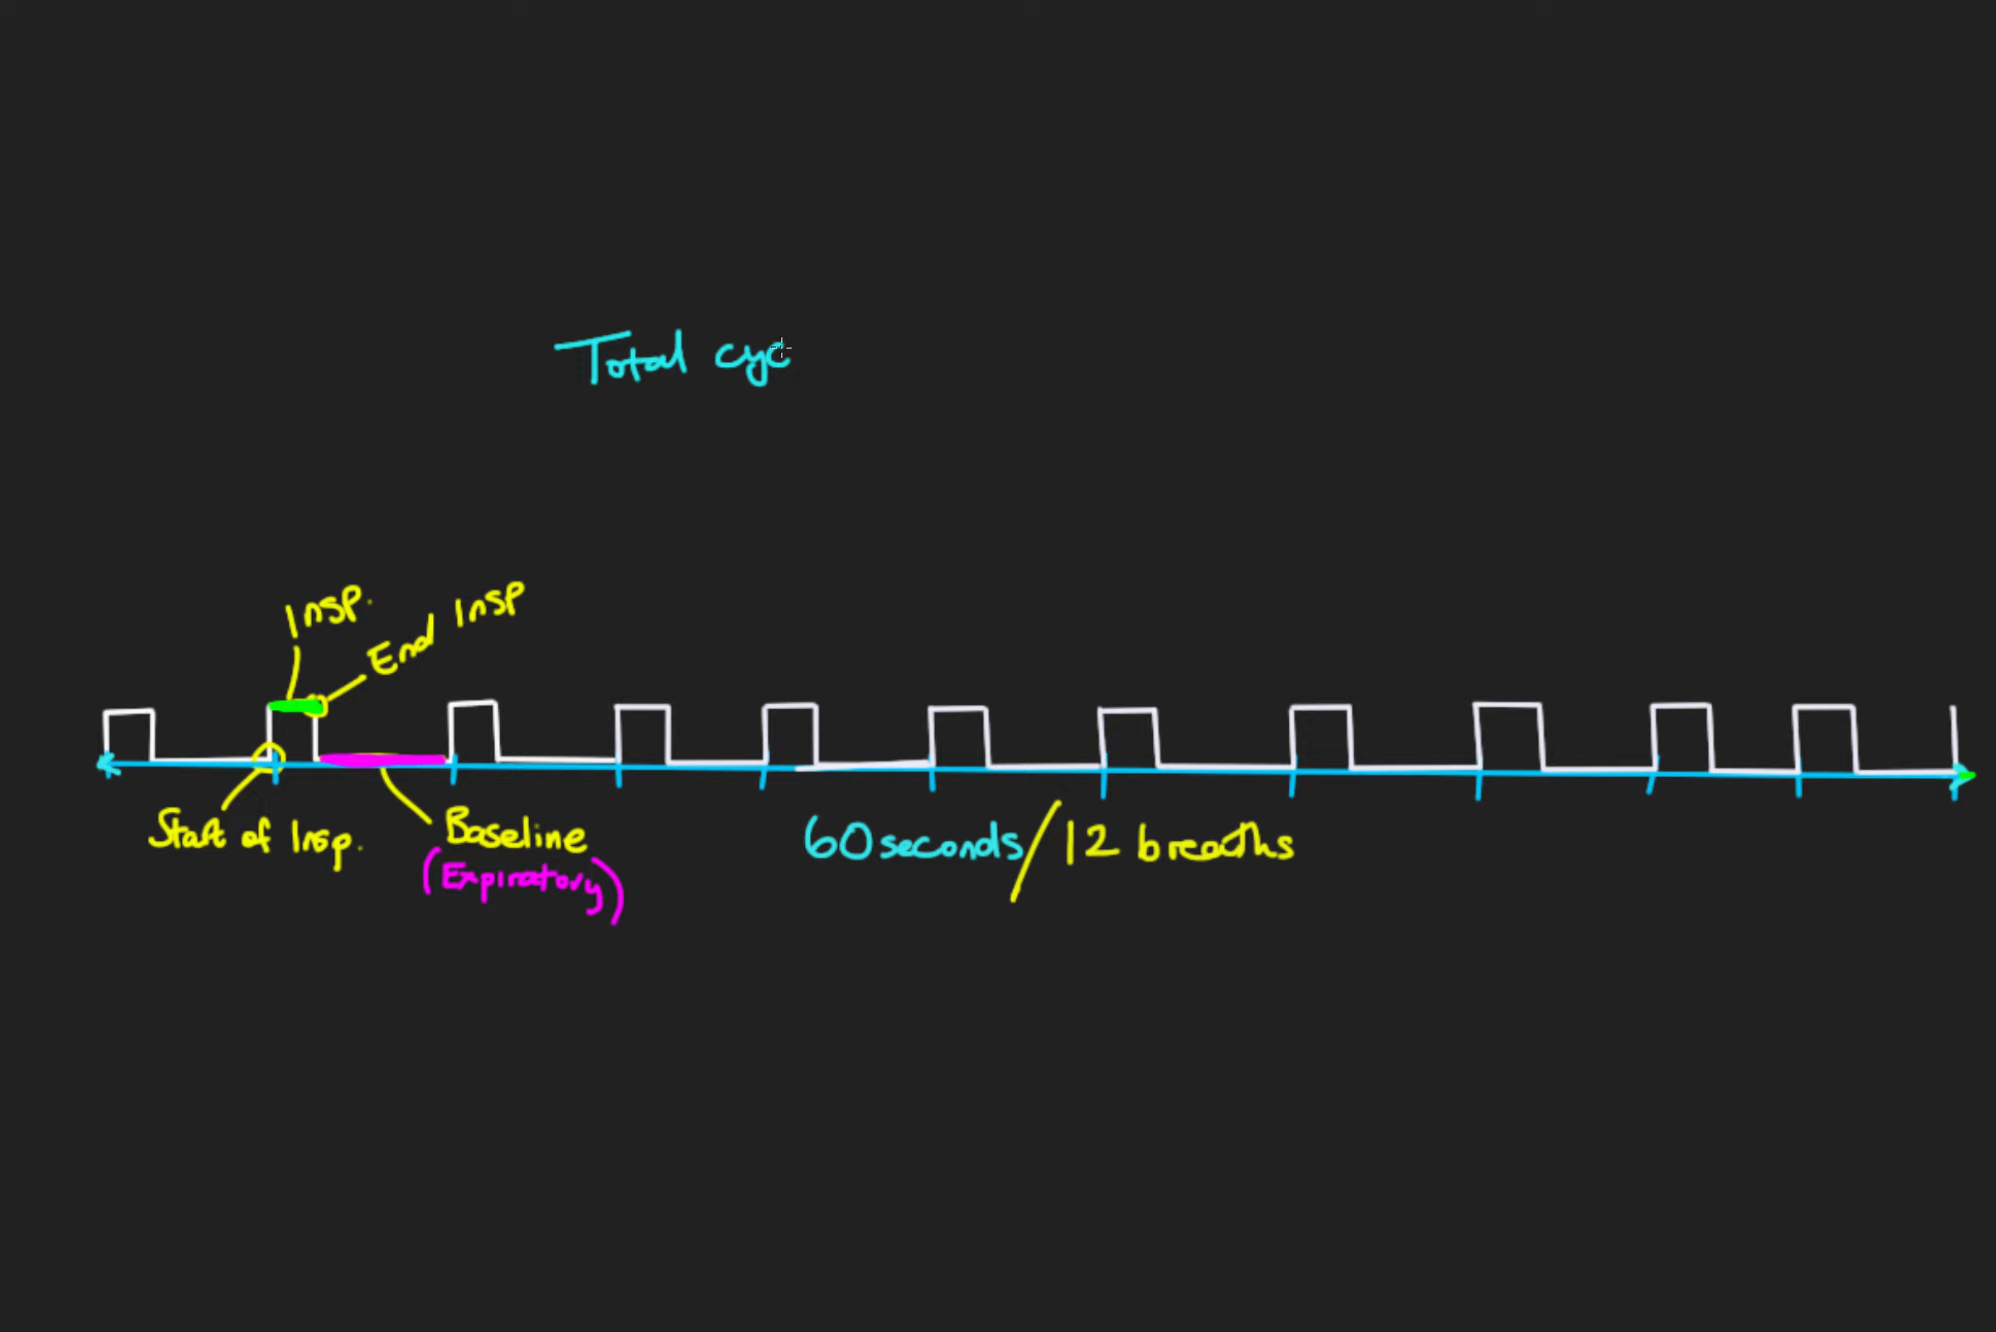 Total cyc
Insp.
End Insp
Start of Insp.
Baseline
(Expiratory)
60 seconds/12 breaths